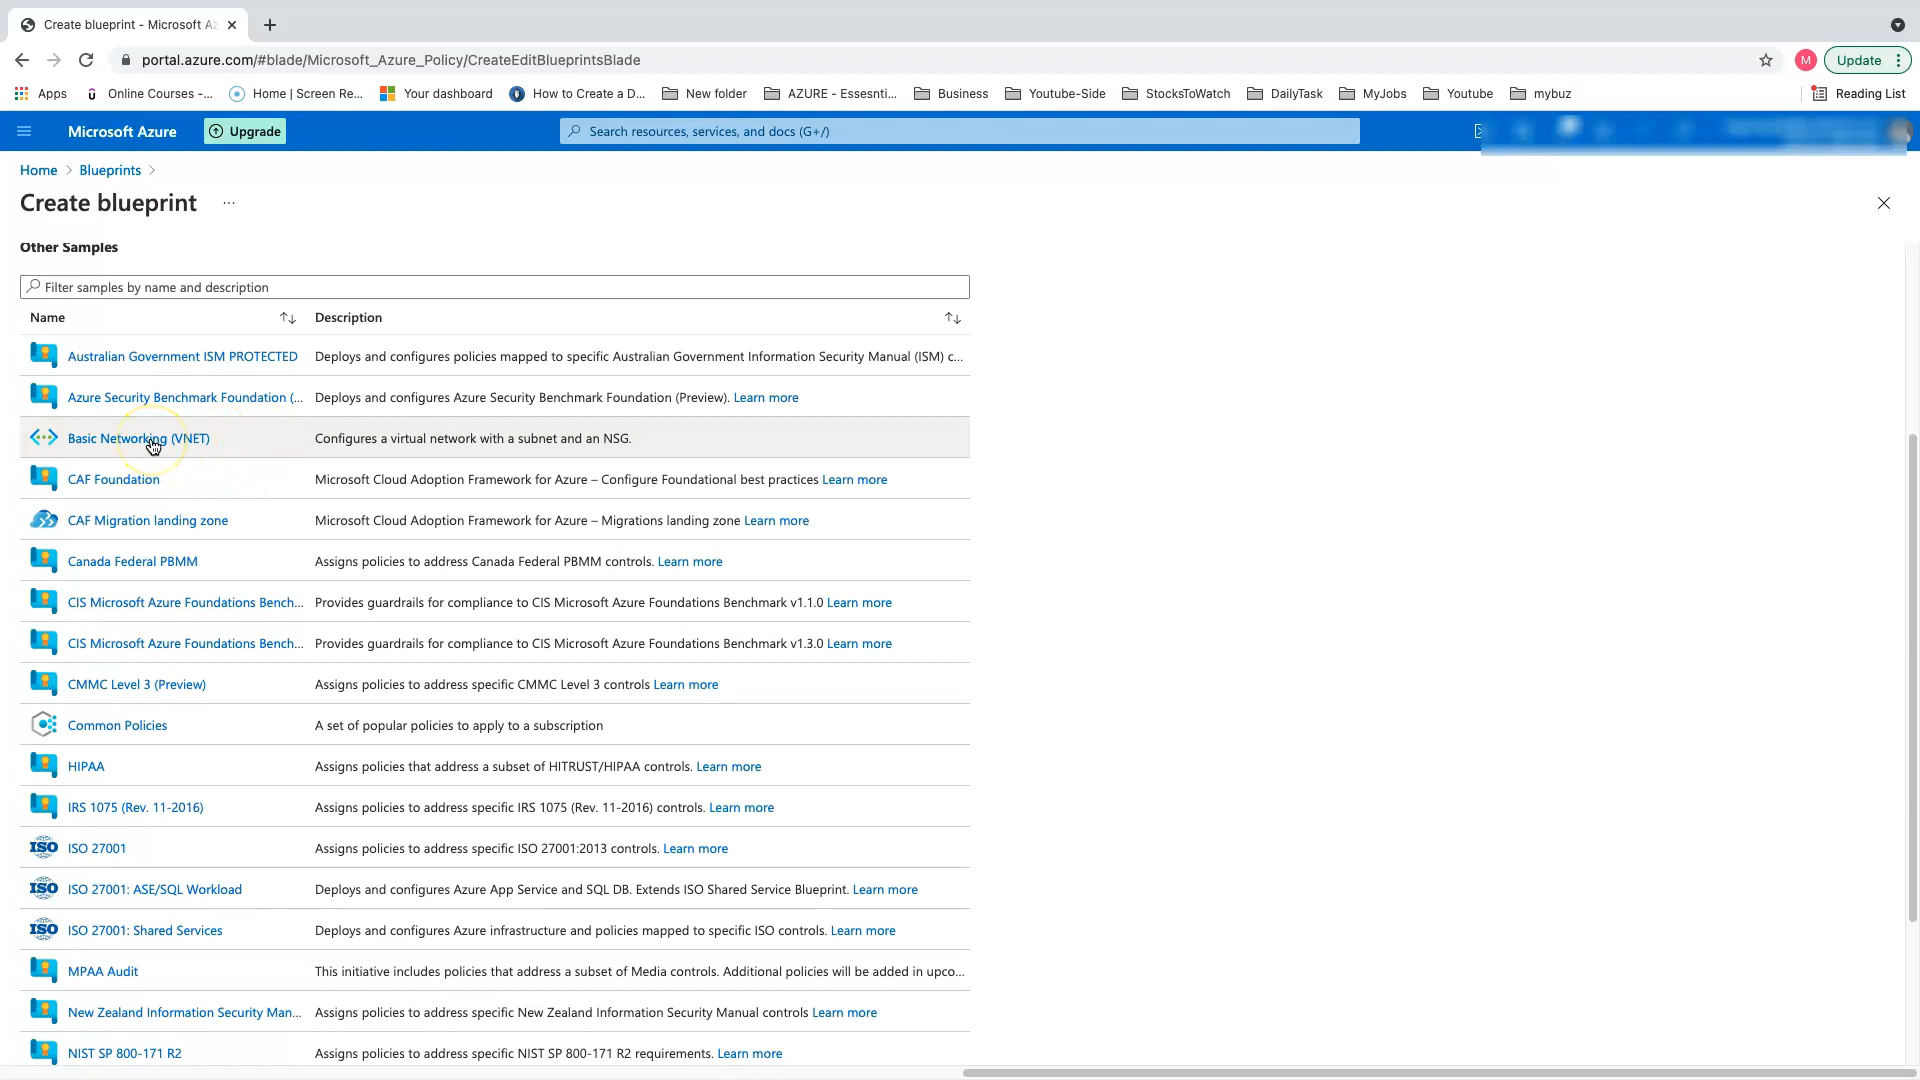 Create blueprint - Microsoft Az
portal.azure.com/#blade/Microsoft_Azure_Policy/CreateEditBlueprintsBlade
M
Update
Apps
Online Courses -...
Home | Screen Re...
Your dashboard
How to Create a D...
New folder
AZURE - Essesnti...
Business
Youtube-Side
StocksToWatch
DailyTask
MyJobs
Youtube
mybuz
Reading List
Microsoft Azure
Upgrade
Search resources, services, and docs (G+/)
Home > Blueprints >
Create blueprint ...
Other Samples
Filter samples by name and description
Name Description
Australian Government ISM PROTECTED Deploys and configures policies mapped to specific Australian Government Information Security Manual (ISM) c...
Azure Security Benchmark Foundation (... Deploys and configures Azure Security Benchmark Foundation (Preview). Learn more
Basic Networking (VNET) Configures a virtual network with a subnet and an NSG.
CAF Foundation Microsoft Cloud Adoption Framework for Azure – Configure Foundational best practices Learn more
CAF Migration landing zone Microsoft Cloud Adoption Framework for Azure – Migrations landing zone Learn more
Canada Federal PBMM Assigns policies to address Canada Federal PBMM controls. Learn more
CIS Microsoft Azure Foundations Bench... Provides guardrails for compliance to CIS Microsoft Azure Foundations Benchmark v1.1.0 Learn more
CIS Microsoft Azure Foundations Bench... Provides guardrails for compliance to CIS Microsoft Azure Foundations Benchmark v1.3.0 Learn more
CMMC Level 3 (Preview) Assigns policies to address specific CMMC Level 3 controls Learn more
Common Policies A set of popular policies to apply to a subscription
HIPAA Assigns policies that address a subset of HITRUST/HIPAA controls. Learn more
IRS 1075 (Rev. 11-2016) Assigns policies to address specific IRS 1075 (Rev. 11-2016) controls. Learn more
ISO ISO 27001 Assigns policies to address specific ISO 27001:2013 controls. Learn more
ISO ISO 27001: ASE/SQL Workload Deploys and configures Azure App Service and SQL DB. Extends ISO Shared Service Blueprint. Learn more
ISO ISO 27001: Shared Services Deploys and configures Azure infrastructure and policies mapped to specific ISO controls. Learn more
MPAA Audit This initiative includes policies that address a subset of Media controls. Additional policies will be added in upco...
New Zealand Information Security Man... Assigns policies to address specific New Zealand Information Security Manual controls Learn more
NIST SP 800-171 R2 Assigns policies to address specific NIST SP 800-171 R2 requirements. Learn more